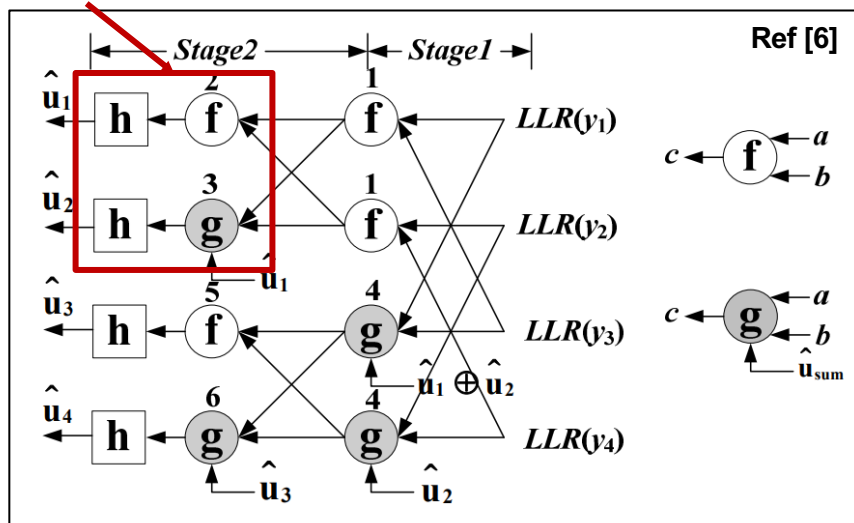 Stage2 Stage1 Ref [6]
û₁ h 2 f 1 f LLR(y₁)
c f a b
û₂ h 3 g 1 f LLR(y₂)
û₁
û₃ h 5 f 4 g LLR(y₃)
c g a b
û₁ ⊕ û₂ ûsum
û₄ h 6 g 4 g LLR(y₄)
û₃ û₂